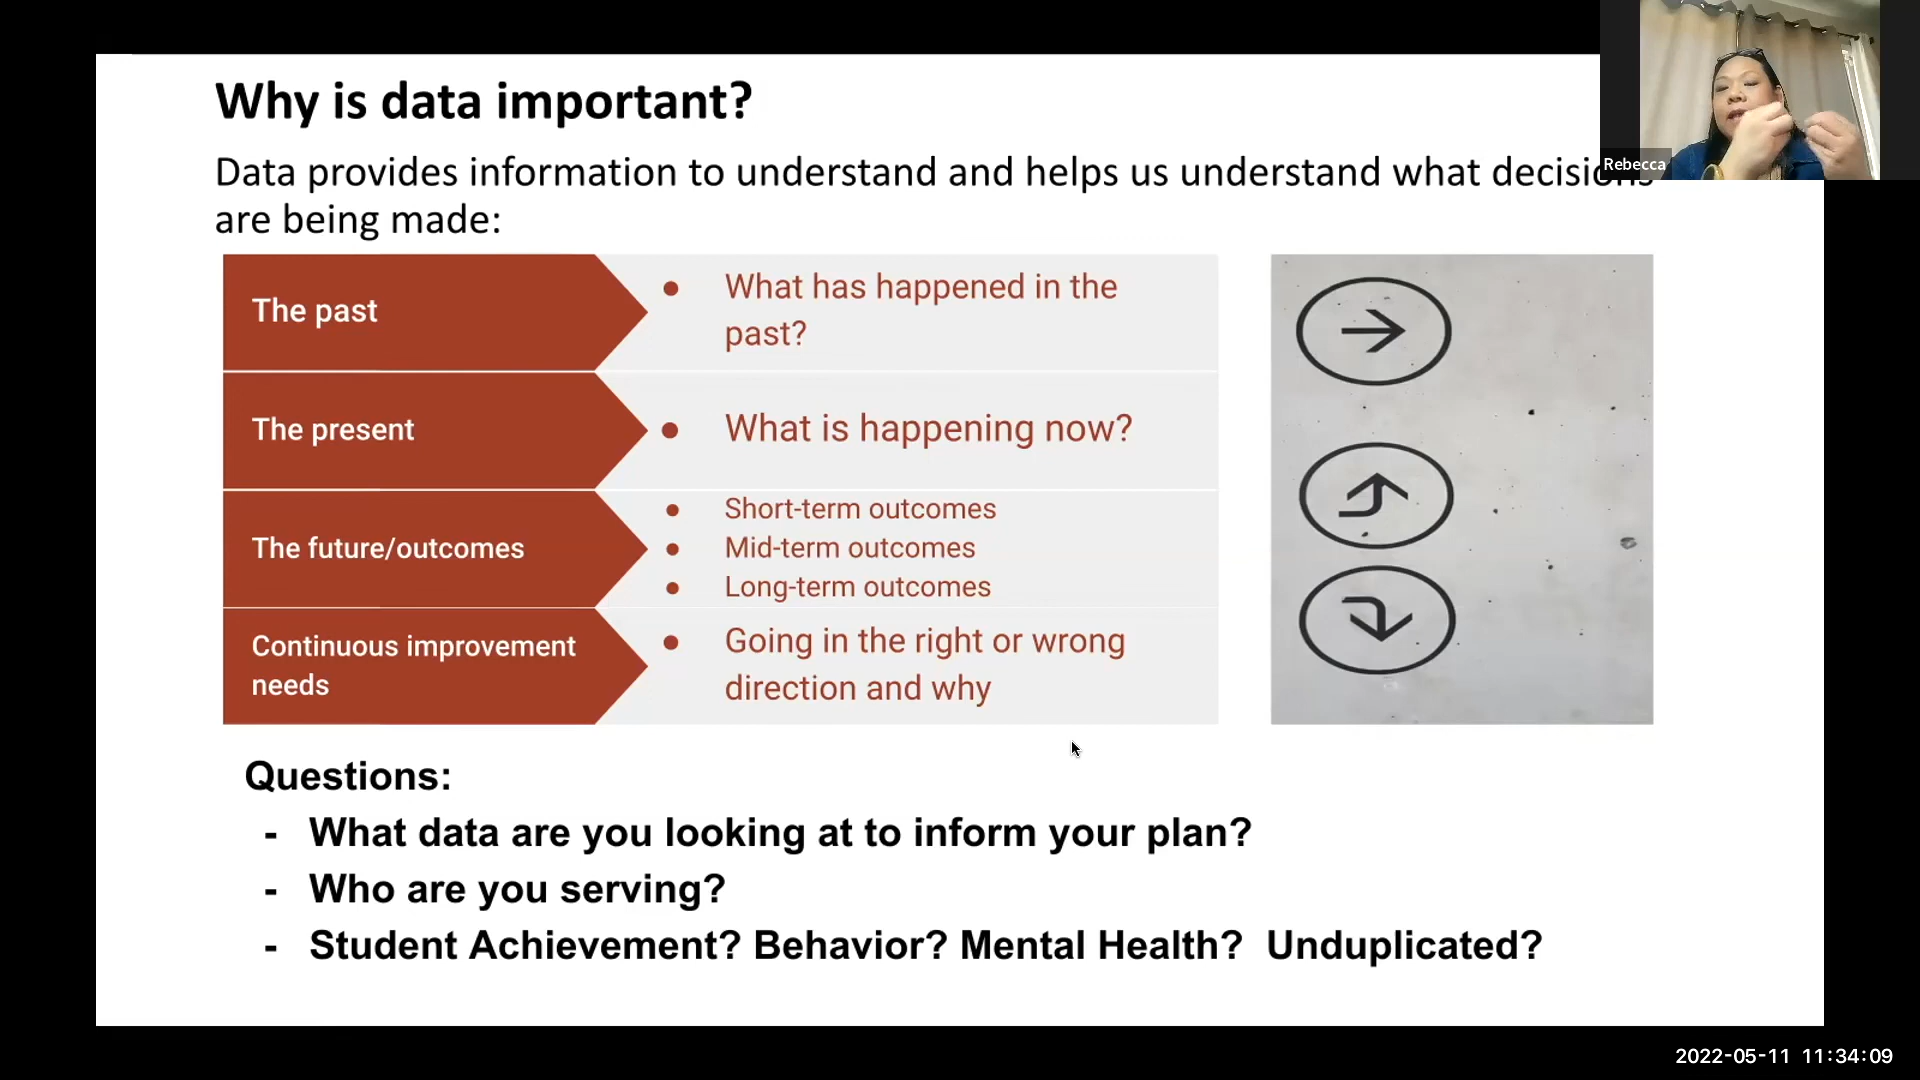 Why is data important?
Data provides information to understand and helps us understand what decisions
are being made:
The past
What has happened in the
past?
The present
What is happening now?
The future/outcomes
Short-term outcomes
Mid-term outcomes
Long-term outcomes
Continuous improvement
needs
Going in the right or wrong
direction and why
Questions:
- What data are you looking at to inform your plan?
- Who are you serving?
- Student Achievement? Behavior? Mental Health? Unduplicated?
Rebecca
2022-05-11 11:34:09